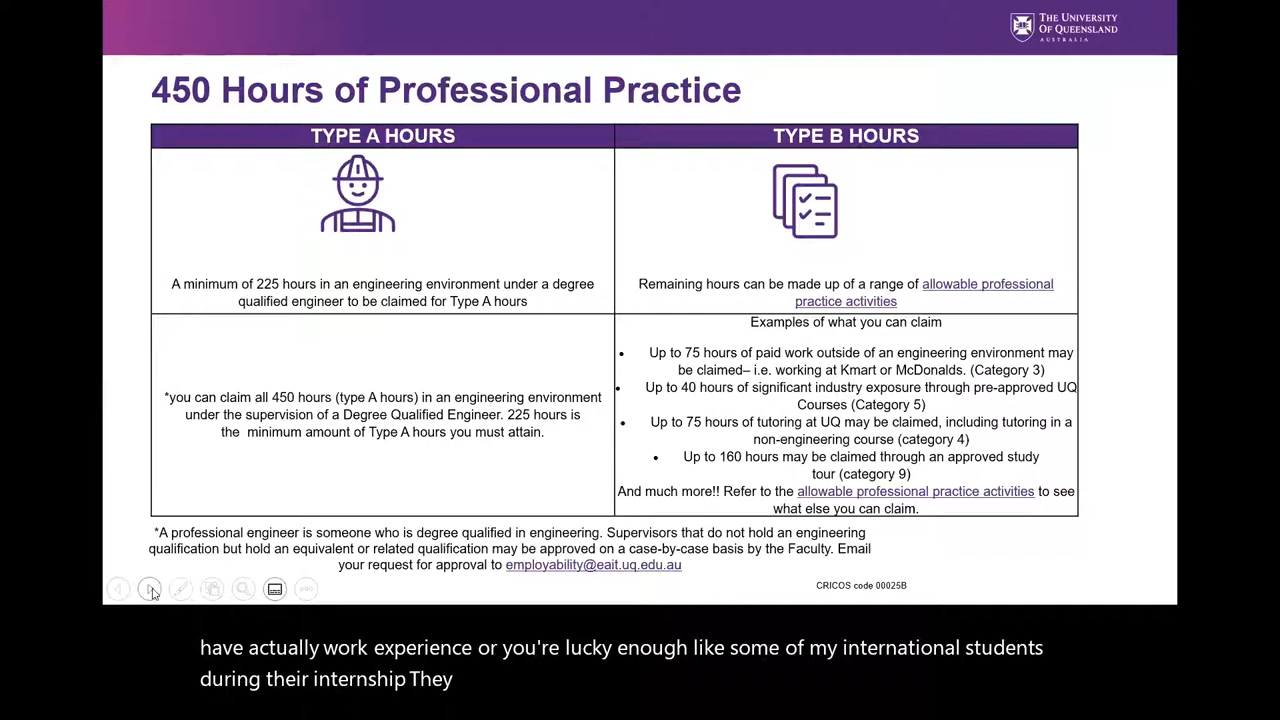 THE UNIVERSITY
OF QUEENSLAND
AUSTRALIA
450 Hours of Professional Practice
TYPE A HOURS
TYPE B HOURS
A minimum of 225 hours in an engineering environment under a degree
qualified engineer to be claimed for Type A hours
Remaining hours can be made up of a range of allowable professional
practice activities
*you can claim all 450 hours (type A hours) in an engineering environment
under the supervision of a Degree Qualified Engineer. 225 hours is
the minimum amount of Type A hours you must attain.
Examples of what you can claim
• Up to 75 hours of paid work outside of an engineering environment may
be claimed– i.e. working at Kmart or McDonalds. (Category 3)
• Up to 40 hours of significant industry exposure through pre-approved UQ
Courses (Category 5)
• Up to 75 hours of tutoring at UQ may be claimed, including tutoring in a
non-engineering course (category 4)
• Up to 160 hours may be claimed through an approved study
tour (category 9)
And much more!! Refer to the allowable professional practice activities to see
what else you can claim.
*A professional engineer is someone who is degree qualified in engineering. Supervisors that do not hold an engineering
qualification but hold an equivalent or related qualification may be approved on a case-by-case basis by the Faculty. Email
your request for approval to employability@eait.uq.edu.au
CRICOS code 00025B
have actually work experience or you're lucky enough like some of my international students
during their internship They